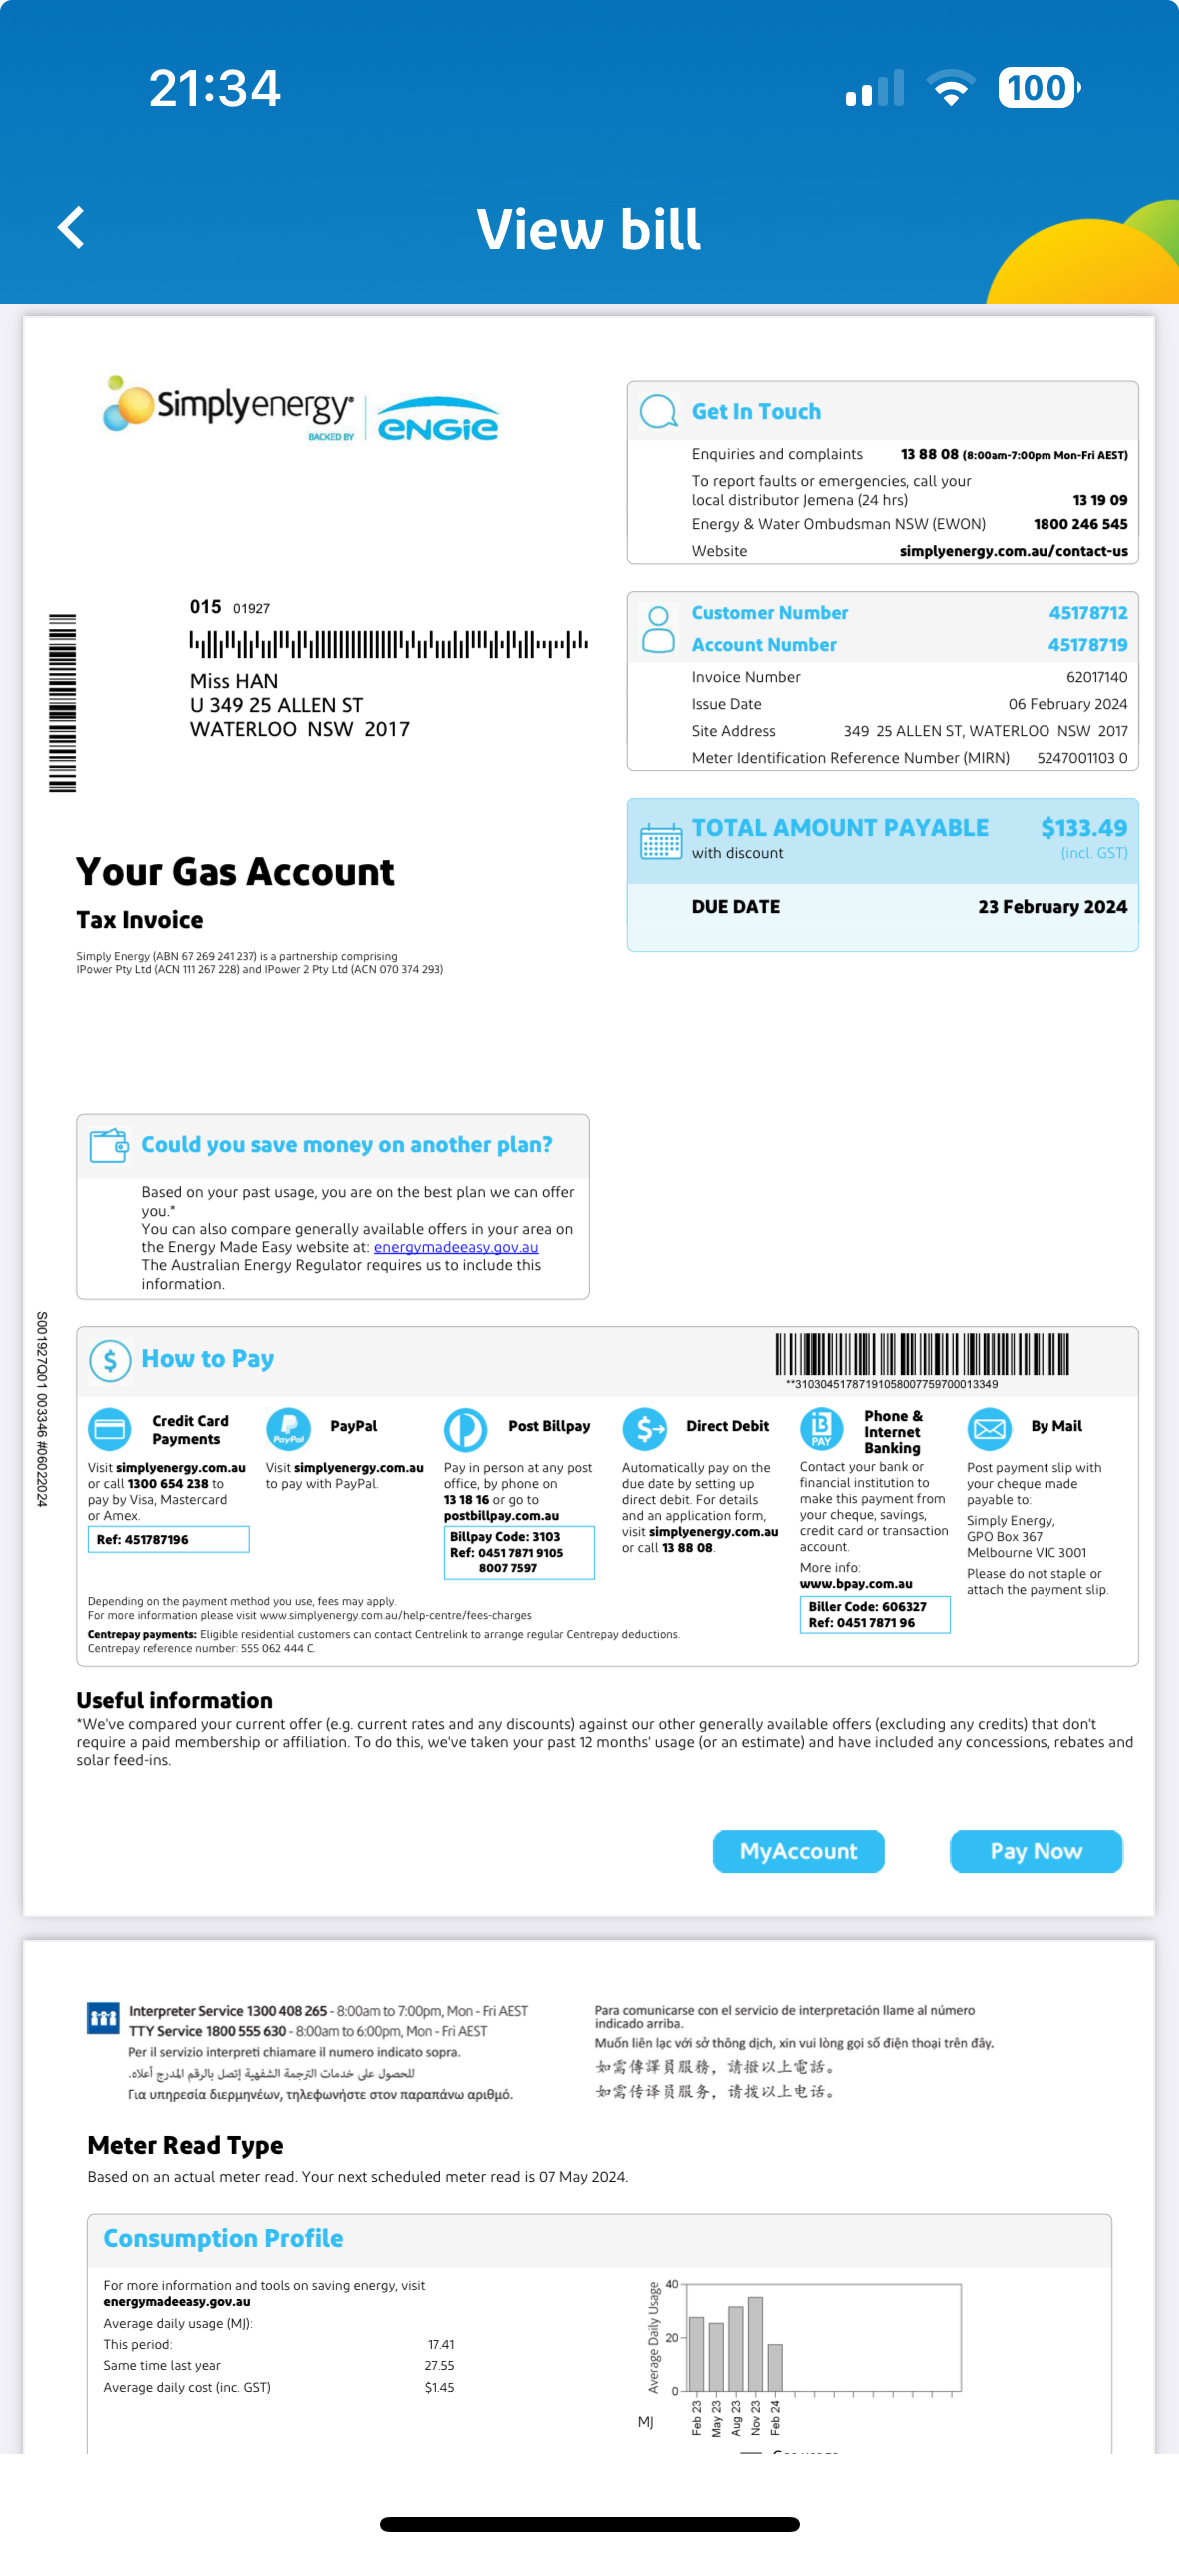 21:34
100
View bill
Simplyenergy
BACKED BY
ENGIE
Get In Touch
Enquiries and complaints 13 88 08 (8:00am-7:00pm Mon-Fri AEST)
To report faults or emergencies, call your
local distributor Jemena (24 hrs) 13 19 09
Energy & Water Ombudsman NSW (EWON) 1800 246 545
Website simplyenergy.com.au/contact-us
015 01927
Miss HAN
U 349 25 ALLEN ST
WATERLOO NSW 2017
Customer Number 45178712
Account Number 45178719
Invoice Number 62017140
Issue Date 06 February 2024
Site Address 349 25 ALLEN ST, WATERLOO NSW 2017
Meter Identification Reference Number (MIRN) 5247001103 0
TOTAL AMOUNT PAYABLE $133.49
with discount (incl. GST)
DUE DATE 23 February 2024
Your Gas Account
Tax Invoice
Simply Energy (ABN 67 269 241 237) is a partnership comprising
IPower Pty Ltd (ACN 111 267 228) and IPower 2 Pty Ltd (ACN 070 374 293)
Could you save money on another plan?
Based on your past usage, you are on the best plan we can offer
you.*
You can also compare generally available offers in your area on
the Energy Made Easy website at: energymadeeasy.gov.au
The Australian Energy Regulator requires us to include this
information.
S001927Q01 003346 #06022024
How to Pay
**31030451787191058007759700013349
Credit Card
Payments
Visit simplyenergy.com.au
or call 1300 654 238 to
pay by Visa, Mastercard
or Amex.
Ref: 451787196
PayPal
PayPal
Visit simplyenergy.com.au
to pay with PayPal.
Post Billpay
Pay in person at any post
office, by phone on
13 18 16 or go to
postbillpay.com.au
Billpay Code: 3103
Ref: 0451 7871 9105
8007 7597
Direct Debit
Automatically pay on the
due date by setting up
direct debit. For details
and an application form,
visit simplyenergy.com.au
or call 13 88 08.
B
PAY
Phone &
Internet
Banking
Contact your bank or
financial institution to
make this payment from
your cheque, savings,
credit card or transaction
account.
More info:
www.bpay.com.au
Biller Code: 606327
Ref: 0451 7871 96
By Mail
Post payment slip with
your cheque made
payable to:
Simply Energy,
GPO Box 367
Melbourne VIC 3001
Please do not staple or
attach the payment slip.
Depending on the payment method you use, fees may apply.
For more information please visit www.simplyenergy.com.au/help-centre/fees-charges
Centrepay payments: Eligible residential customers can contact Centrelink to arrange regular Centrepay deductions.
Centrepay reference number: 555 062 444 C.
Useful information
*We've compared your current offer (e.g. current rates and any discounts) against our other generally available offers (excluding any credits) that don't
require a paid membership or affiliation. To do this, we've taken your past 12 months' usage (or an estimate) and have included any concessions, rebates and
solar feed-ins.
MyAccount
Pay Now
Interpreter Service 1300 408 265 - 8:00am to 7:00pm, Mon - Fri AEST
TTY Service 1800 555 630 - 8:00am to 6:00pm, Mon - Fri AEST
Per il servizio interpreti chiamare il numero indicato sopra.
للحصول على خدمات الترجمة الشفهية إتصل بالرقم المدرج أعلاه.
Για υπηρεσία διερμηνέων, τηλεφωνήστε στον παραπάνω αριθμό.
Para comunicarse con el servicio de interpretación llame al número
indicado arriba.
Muốn liên lạc với sở thông dịch, xin vui lòng gọi số điện thoại trên đây.
如需傳譯員服務，請撥以上電話。
如需传译员服务，请拨以上电话。
Meter Read Type
Based on an actual meter read. Your next scheduled meter read is 07 May 2024.
Consumption Profile
For more information and tools on saving energy, visit
energymadeeasy.gov.au
Average daily usage (MJ):
This period: 17.41
Same time last year 27.55
Average daily cost (inc. GST) $1.45
Average Daily Usage
40
20
0
MJ
Feb 23
May 23
Aug 23
Nov 23
Feb 24